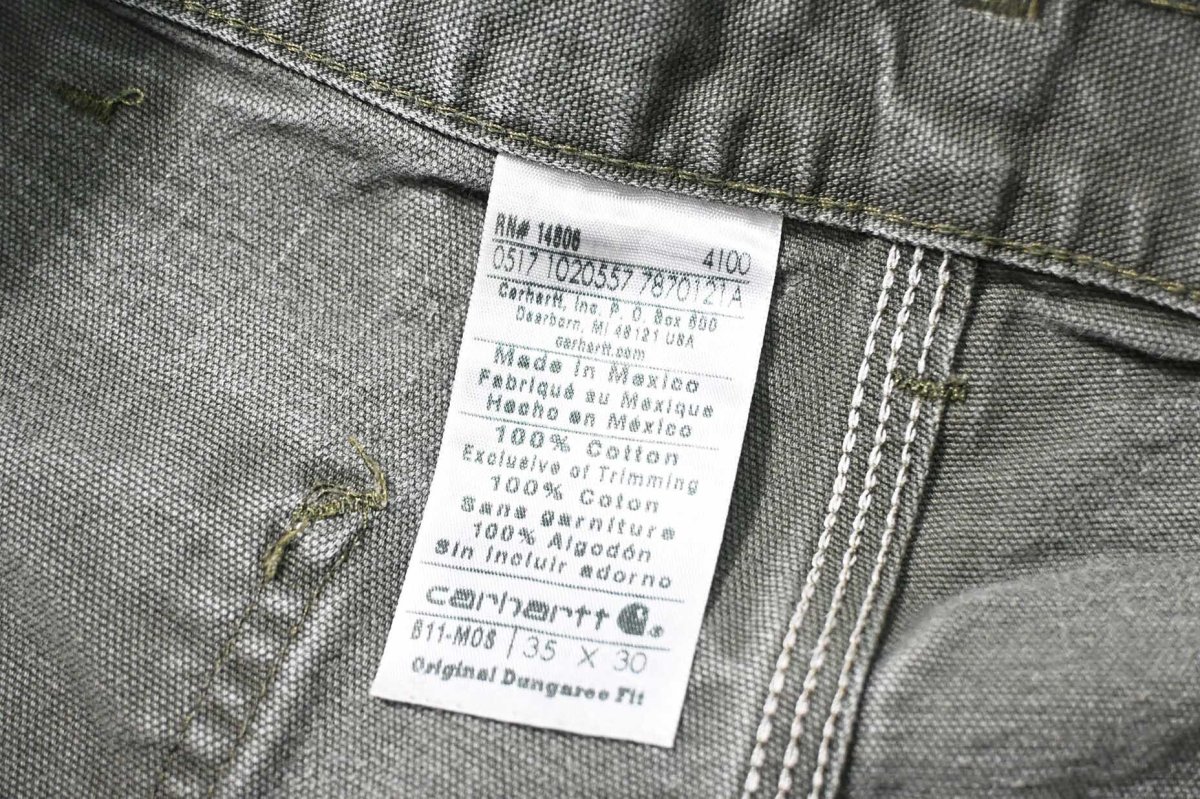 RN# 14806 4100
0517 1020557 7870121A
Carhartt, Inc. P. O. Box 600
Dearborn, MI 48121 USA
carhartt.com
Made in Mexico
Fabriqué au Mexique
Hecho en México
100% Cotton
Exclusive of Trimming
100% Coton
Sans garniture
100% Algodón
Sin incluir adorno
carhartt ®
B11-MOS 35 X 30
Original Dungaree Fit